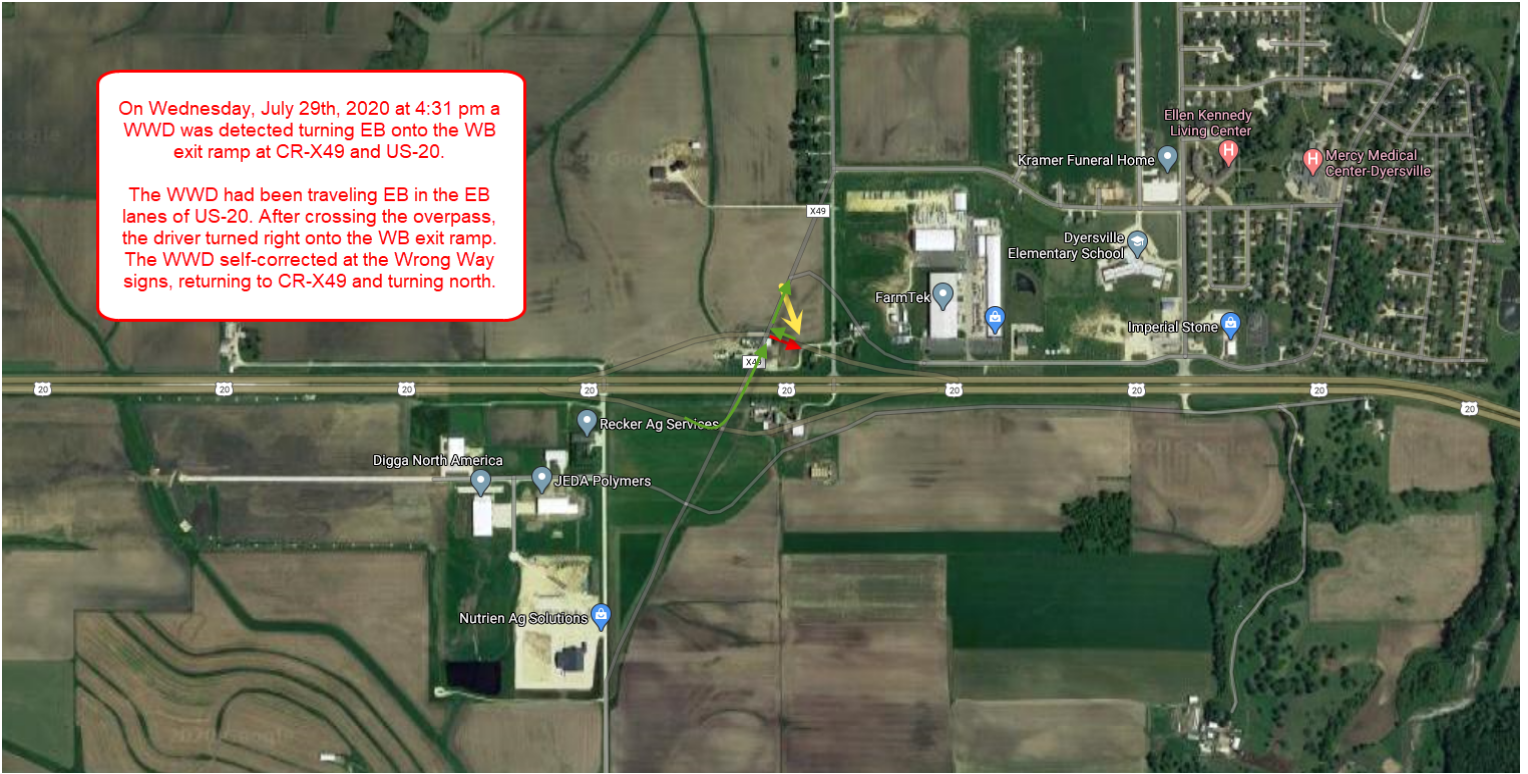 On Wednesday, July 29th, 2020 at 4:31 pm a
WWD was detected turning EB onto the WB
exit ramp at CR-X49 and US-20.
The WWD had been traveling EB in the EB
lanes of US-20. After crossing the overpass,
the driver turned right onto the WB exit ramp.
The WWD self-corrected at the Wrong Way
signs, returning to CR-X49 and turning north.
Ellen Kennedy
Living Center
Kramer Funeral Home
H
H
Mercy Medical
Center-Dyersville
X49
Dyersville
Elementary School
FarmTek
Imperial Stone
X49
20
20
20
20
20
20
20
20
20
Recker Ag Services
Digga North America
JEDA Polymers
Nutrien Ag Solutions
2020 Google